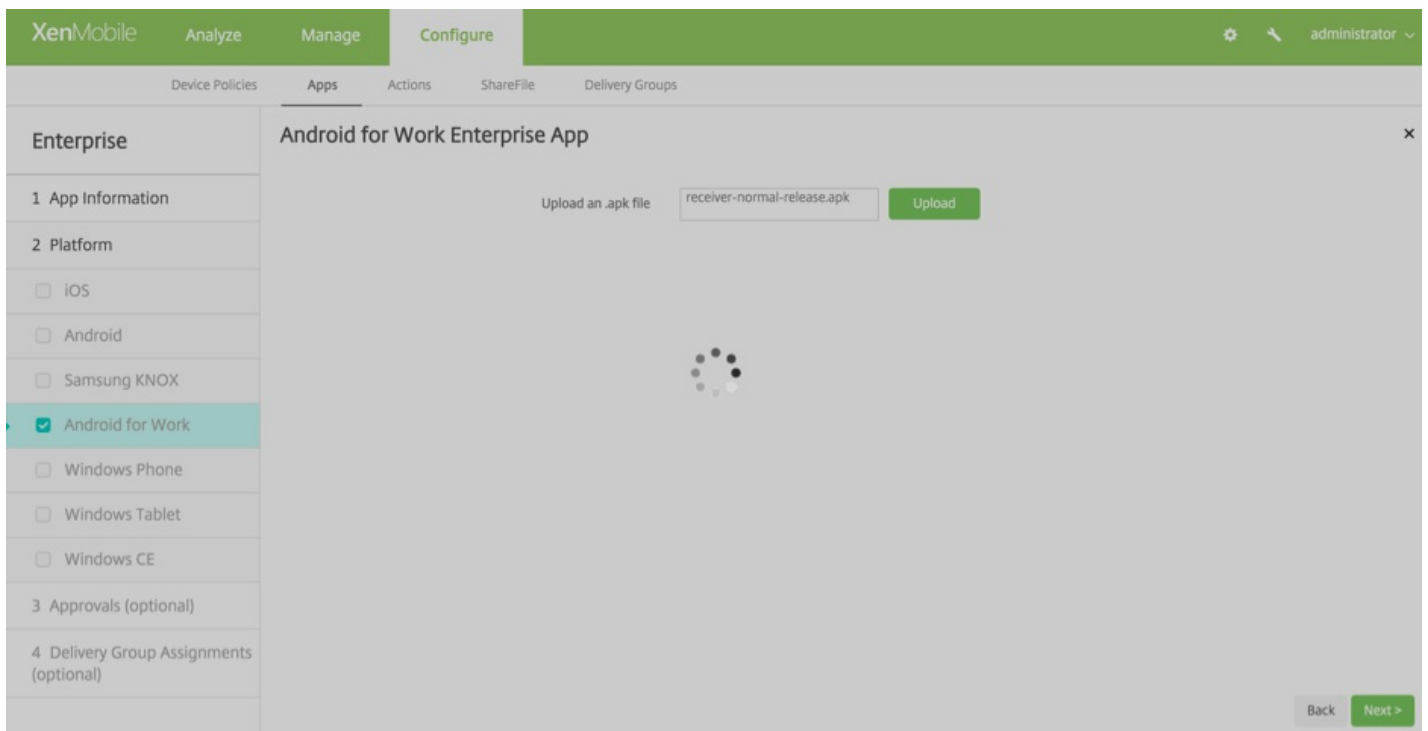 XenMobile Analyze Manage Configure administrator
Device Policies Apps Actions ShareFile Delivery Groups
Enterprise
1 App Information
2 Platform
iOS
Android
Samsung KNOX
Android for Work
Windows Phone
Windows Tablet
Windows CE
3 Approvals (optional)
4 Delivery Group Assignments
(optional)
Android for Work Enterprise App
Upload an .apk file receiver-normal-release.apk Upload
Back Next >